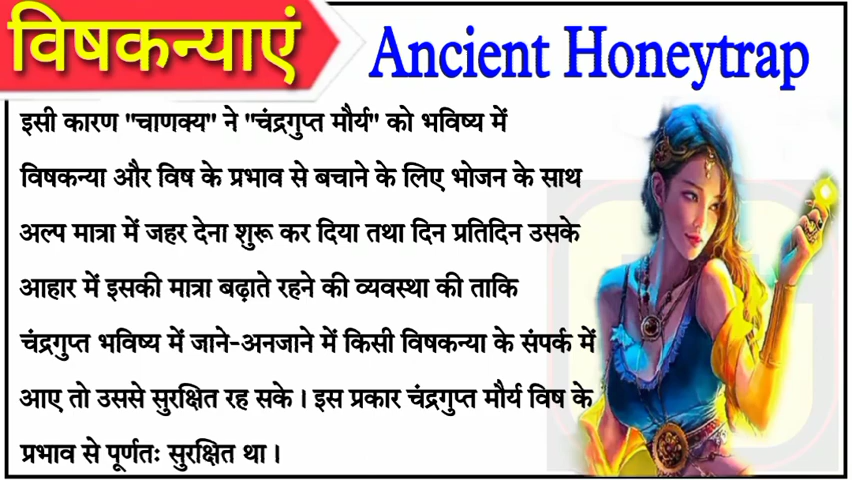 विषकन्याएं
Ancient Honeytrap
इसी कारण "चाणक्य" ने "चंद्रगुप्त मौर्य" को भविष्य में
विषकन्या और विष के प्रभाव से बचाने के लिए भोजन के साथ
अल्प मात्रा में जहर देना शुरू कर दिया तथा दिन प्रतिदिन उसके
आहार में इसकी मात्रा बढ़ाते रहने की व्यवस्था की ताकि
चंद्रगुप्त भविष्य में जाने-अनजाने में किसी विषकन्या के संपर्क में
आए तो उससे सुरक्षित रह सके। इस प्रकार चंद्रगुप्त मौर्य विष के
प्रभाव से पूर्णतः सुरक्षित था।